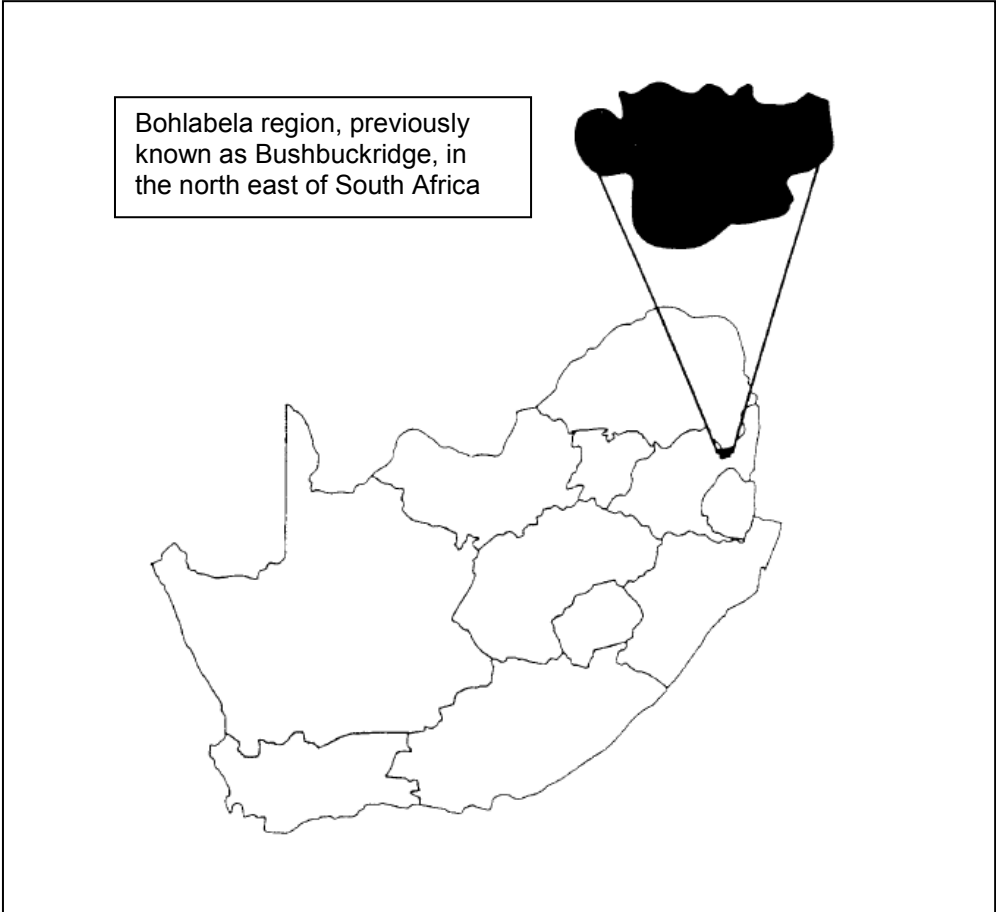 Bohlabela region, previously
known as Bushbuckridge, in
the north east of South Africa